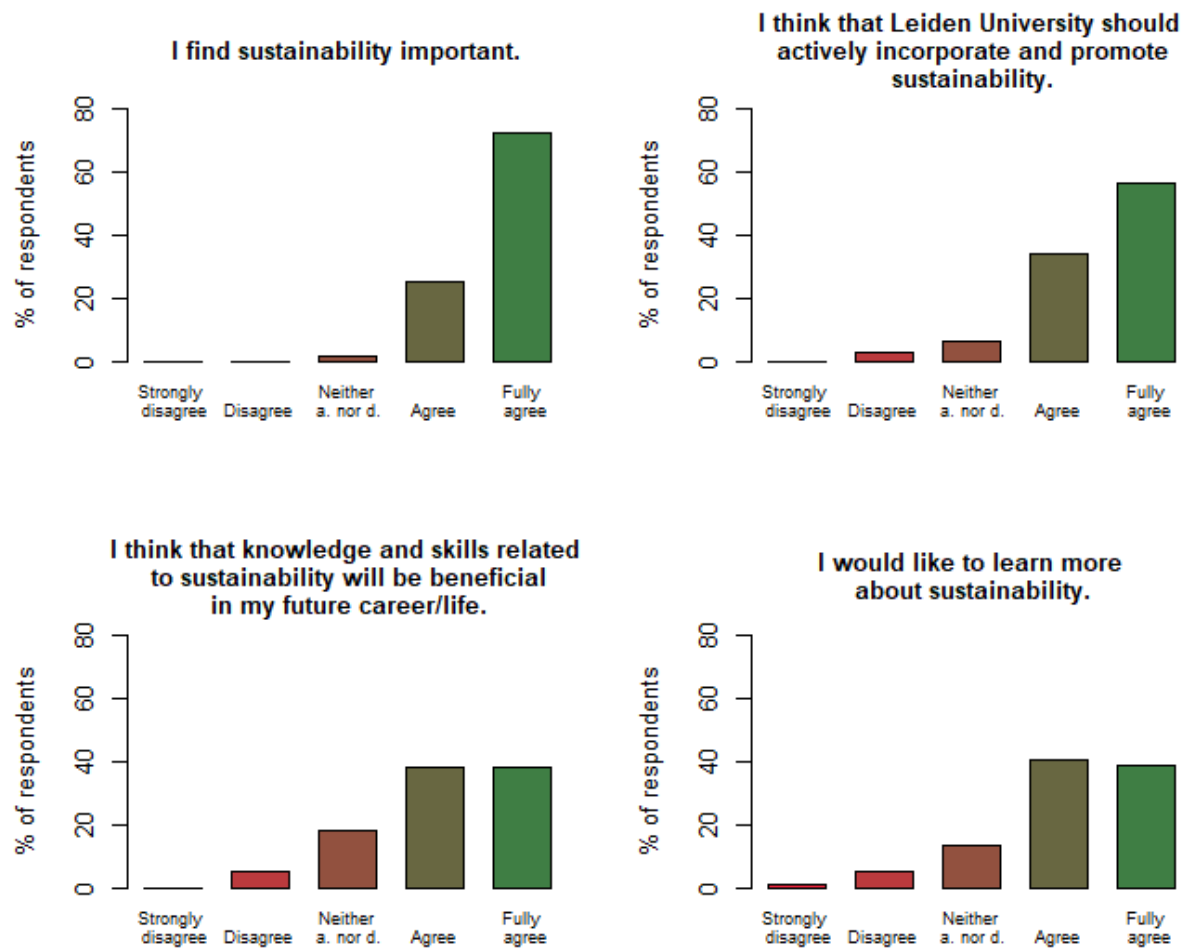 I find sustainability important.
% of respondents
80
60
40
20
0
Strongly
disagree
Disagree
Neither
a. nor d.
Agree
Fully
agree
I think that Leiden University should
actively incorporate and promote
sustainability.
% of respondents
80
60
40
20
0
Strongly
disagree
Disagree
Neither
a. nor d.
Agree
Fully
agree
I think that knowledge and skills related
to sustainability will be beneficial
in my future career/life.
% of respondents
80
60
40
20
0
Strongly
disagree
Disagree
Neither
a. nor d.
Agree
Fully
agree
I would like to learn more
about sustainability.
% of respondents
80
60
40
20
0
Strongly
disagree
Disagree
Neither
a. nor d.
Agree
Fully
agree